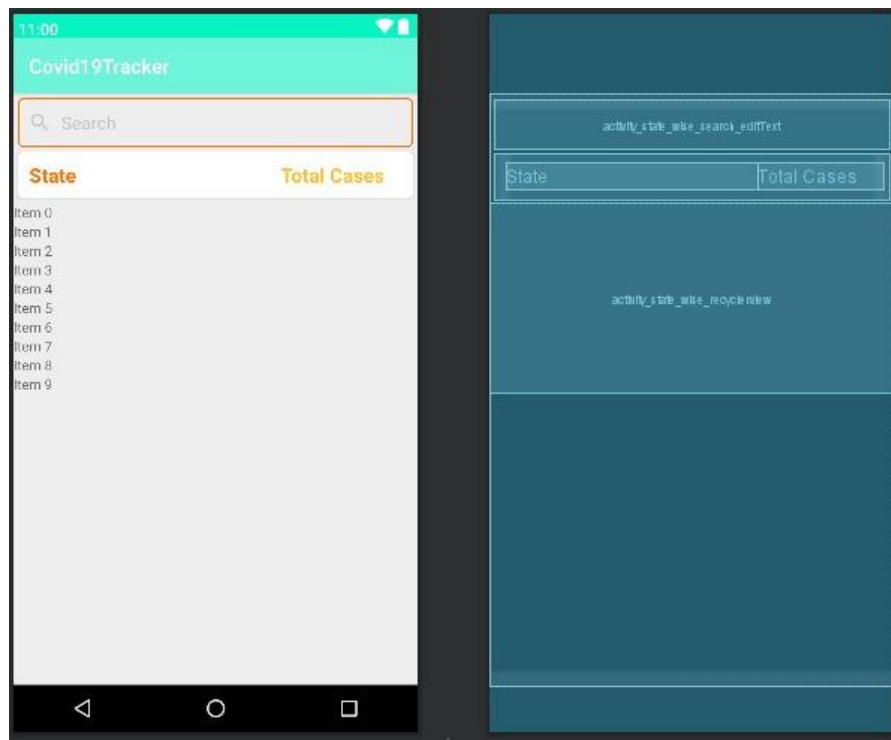 11:00
Covid19Tracker
Search
State Total Cases
Item 0
Item 1
Item 2
Item 3
Item 4
Item 5
Item 6
Item 7
Item 8
Item 9
activity_state_wise_search_editText
State Total Cases
activity_state_wise_recyclerview